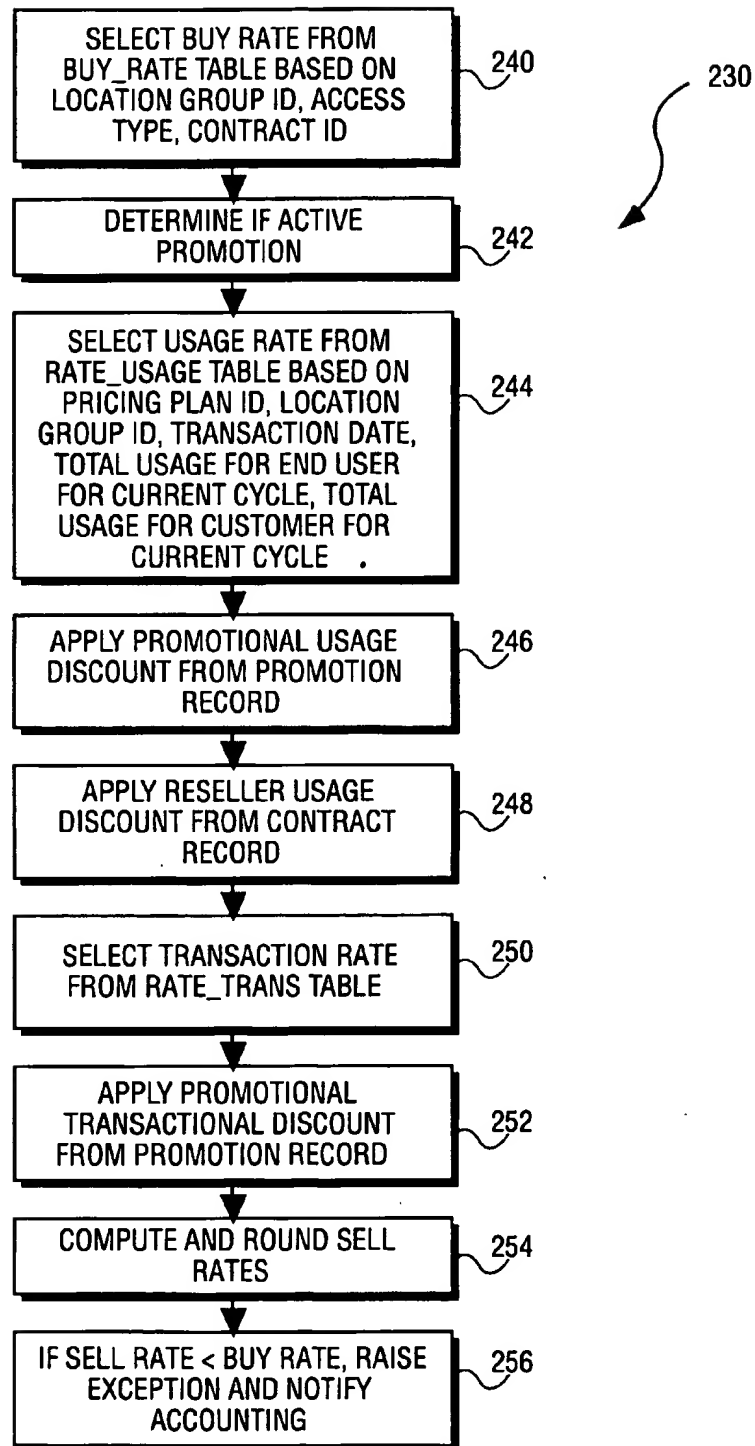 SELECT BUY RATE FROM
BUY_RATE TABLE BASED ON
LOCATION GROUP ID, ACCESS
TYPE, CONTRACT ID
240
230
DETERMINE IF ACTIVE
PROMOTION
242
SELECT USAGE RATE FROM
RATE_USAGE TABLE BASED ON
PRICING PLAN ID, LOCATION
GROUP ID, TRANSACTION DATE,
TOTAL USAGE FOR END USER
FOR CURRENT CYCLE, TOTAL
USAGE FOR CUSTOMER FOR
CURRENT CYCLE .
244
APPLY PROMOTIONAL USAGE
DISCOUNT FROM PROMOTION
RECORD
246
APPLY RESELLER USAGE
DISCOUNT FROM CONTRACT
RECORD
248
SELECT TRANSACTION RATE
FROM RATE_TRANS TABLE
250
APPLY PROMOTIONAL
TRANSACTIONAL DISCOUNT
FROM PROMOTION RECORD
252
COMPUTE AND ROUND SELL
RATES
254
IF SELL RATE < BUY RATE, RAISE
EXCEPTION AND NOTIFY
ACCOUNTING
256